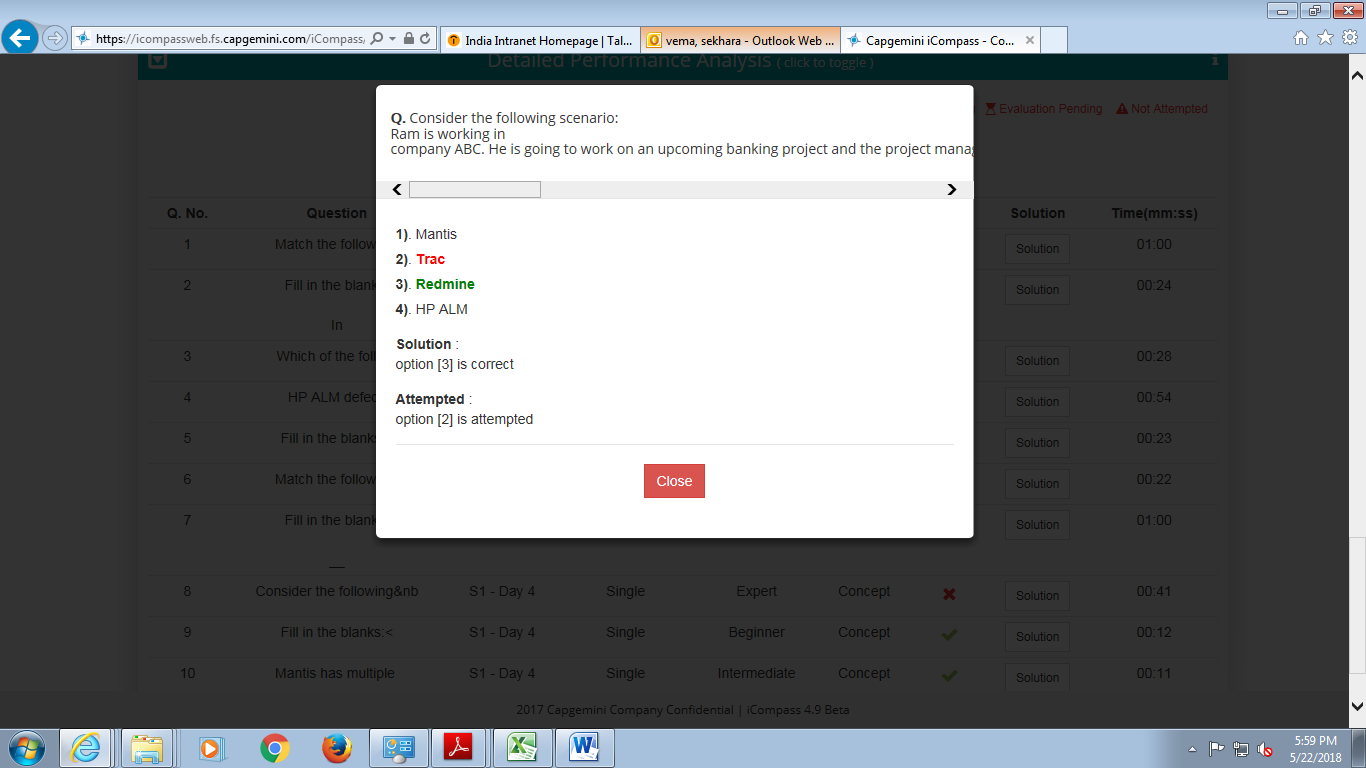 https://icompassweb.fs.capgemini.com/iCompass/
India Intranet Homepage | Tal...
vema, sekhara - Outlook Web ...
Capgemini iCompass - Co...
Detailed Performance Analysis ( click to toggle )
Evaluation Pending
Not Attempted
Q. Consider the following scenario:
Ram is working in
company ABC. He is going to work on an upcoming banking project and the project mana
1). Mantis
2). Trac
3). Redmine
4). HP ALM
Solution :
option [3] is correct
Attempted :
option [2] is attempted
Close
Q. No. Question Solution Time(mm:ss)
1 Match the follow Solution 01:00
2 Fill in the blank Solution 00:24
In
3 Which of the foll Solution 00:28
4 HP ALM defec Solution 00:54
5 Fill in the blanks Solution 00:23
6 Match the follow Solution 00:22
7 Fill in the blank Solution 01:00
__
8 Consider the following&nb S1 - Day 4 Single Expert Concept Solution 00:41
9 Fill in the blanks:< S1 - Day 4 Single Beginner Concept Solution 00:12
10 Mantis has multiple S1 - Day 4 Single Intermediate Concept Solution 00:11
2017 Capgemini Company Confidential | iCompass 4.9 Beta
5:59 PM
5/22/2018